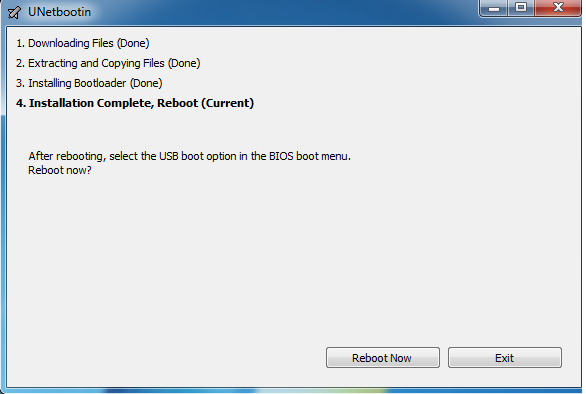 UNetbootin
1. Downloading Files (Done)
2. Extracting and Copying Files (Done)
3. Installing Bootloader (Done)
4. Installation Complete, Reboot (Current)
After rebooting, select the USB boot option in the BIOS boot menu.
Reboot now?
Reboot Now
Exit